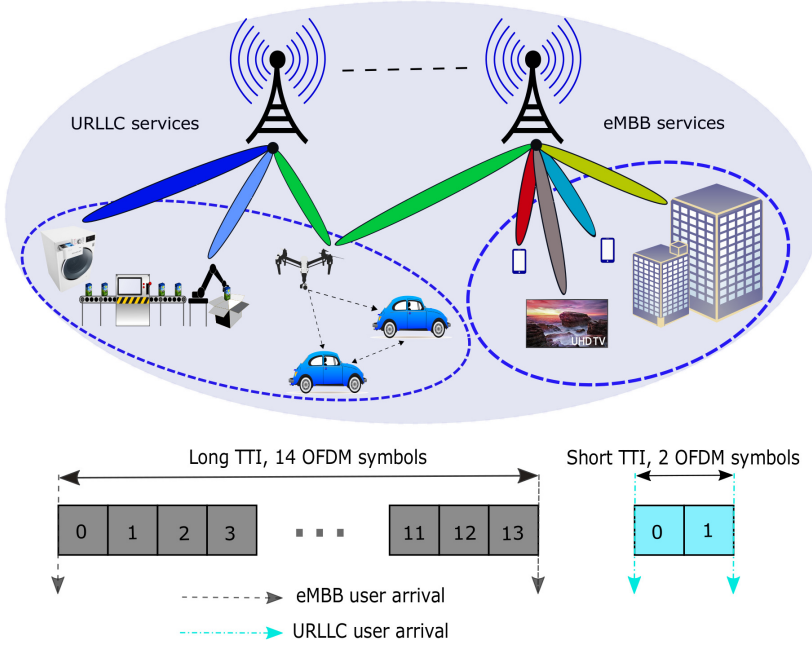 URLLC services
eMBB services
UHD TV
Long TTI, 14 OFDM symbols
Short TTI, 2 OFDM symbols
0 1 2 3 11 12 13
0 1
eMBB user arrival
URLLC user arrival